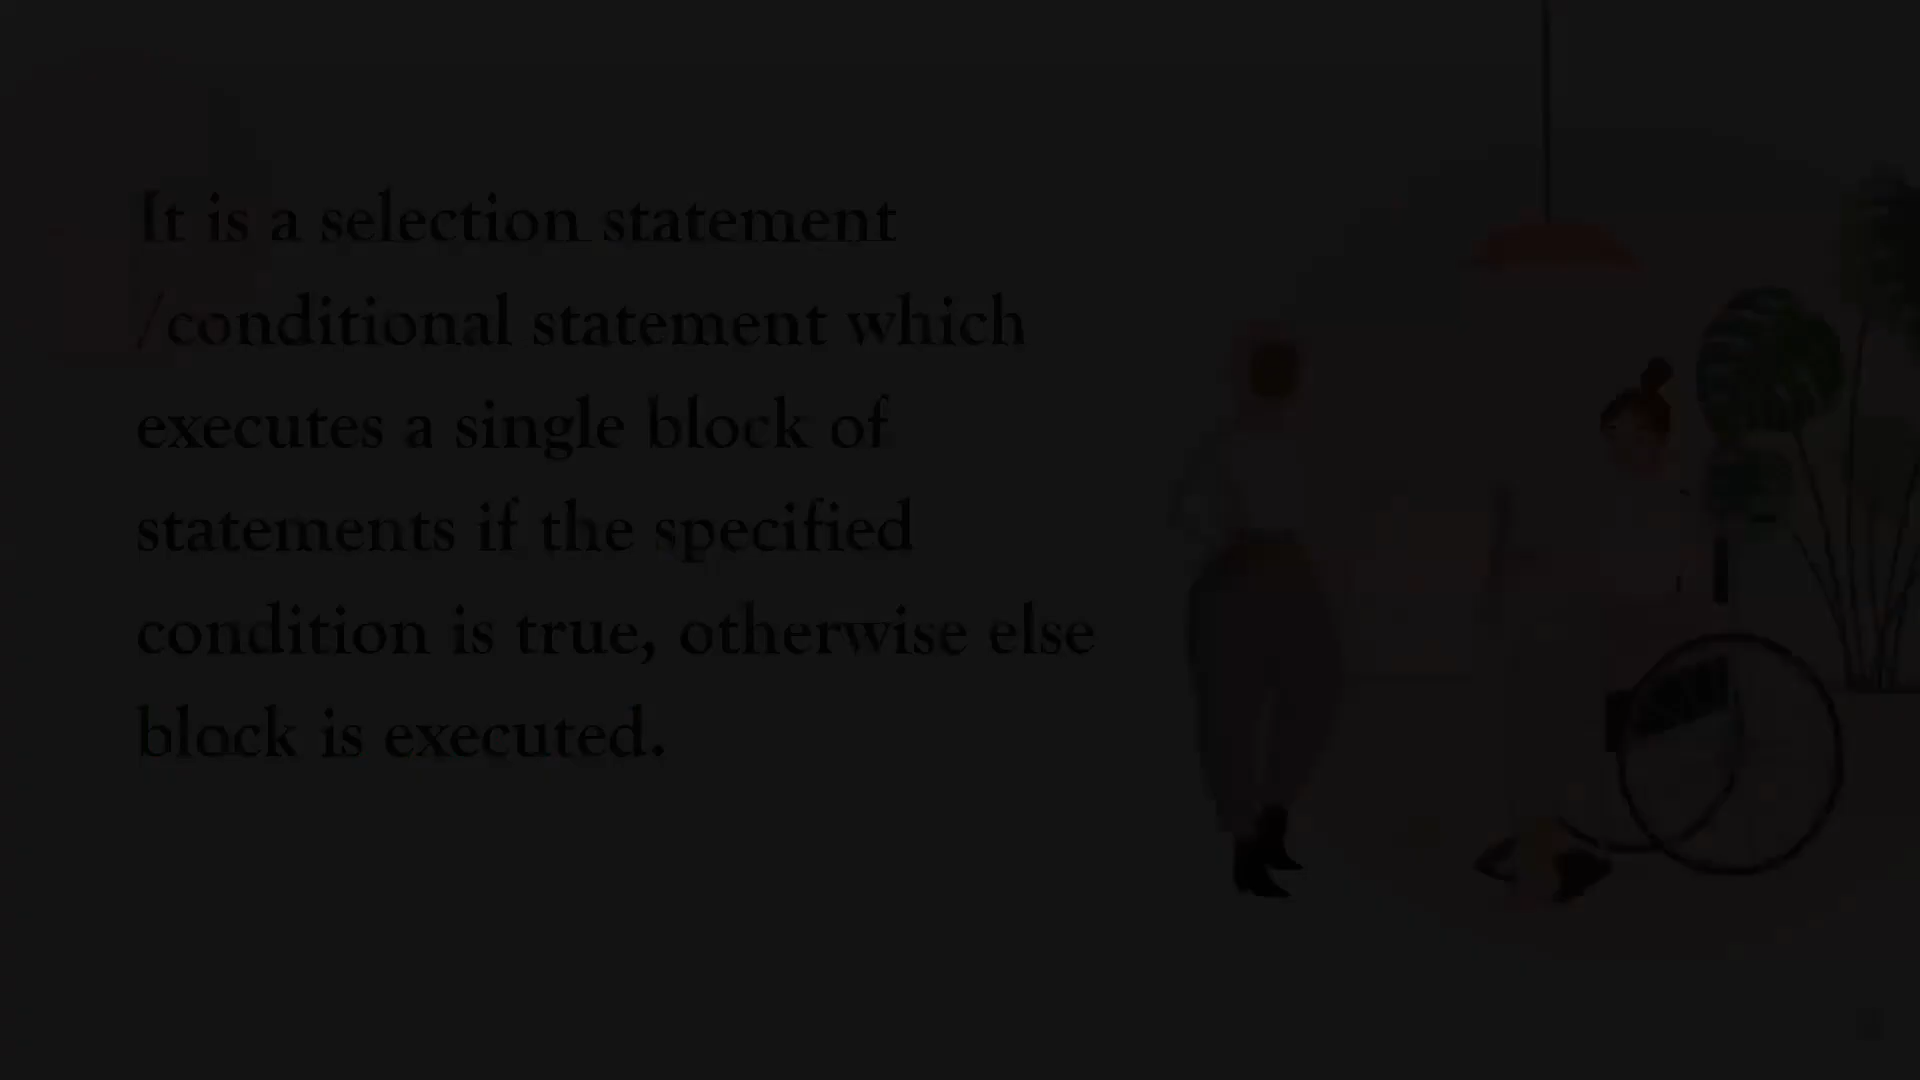 It is a selection statement
/conditional statement which
executes a single block of
statements if the specified
condition is true, otherwise else
block is executed.